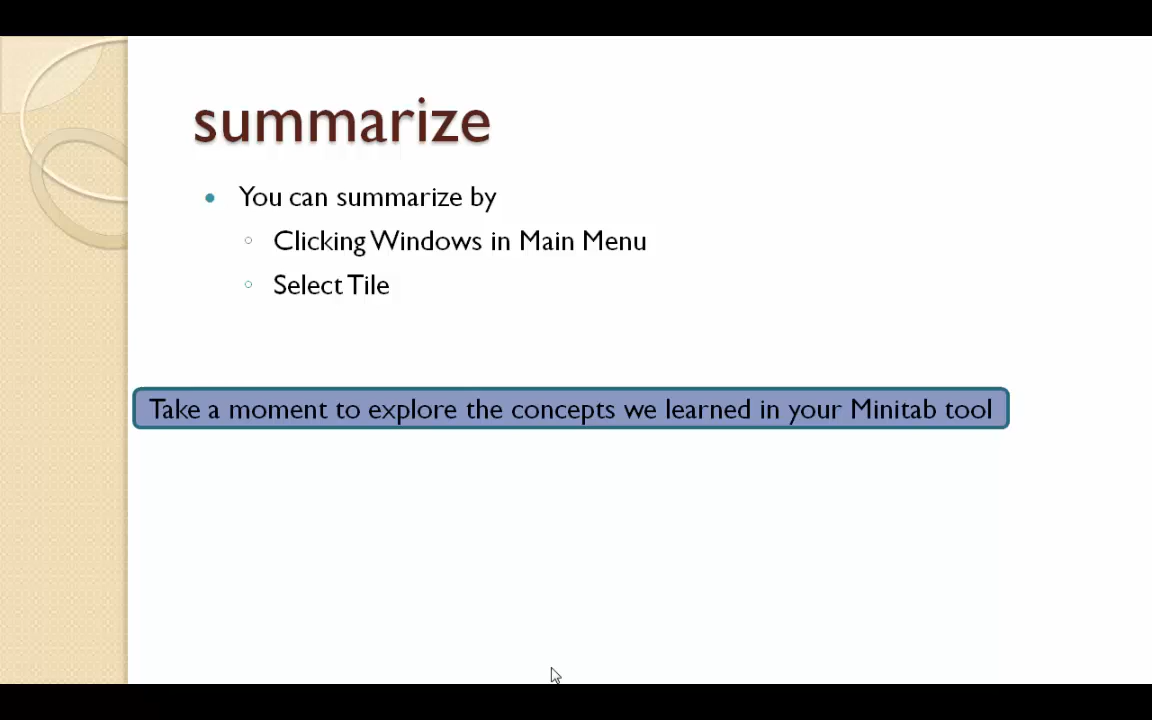 summarize
You can summarize by
Clicking Windows in Main Menu
Select Tile
Take a moment to explore the concepts we learned in your Minitab tool